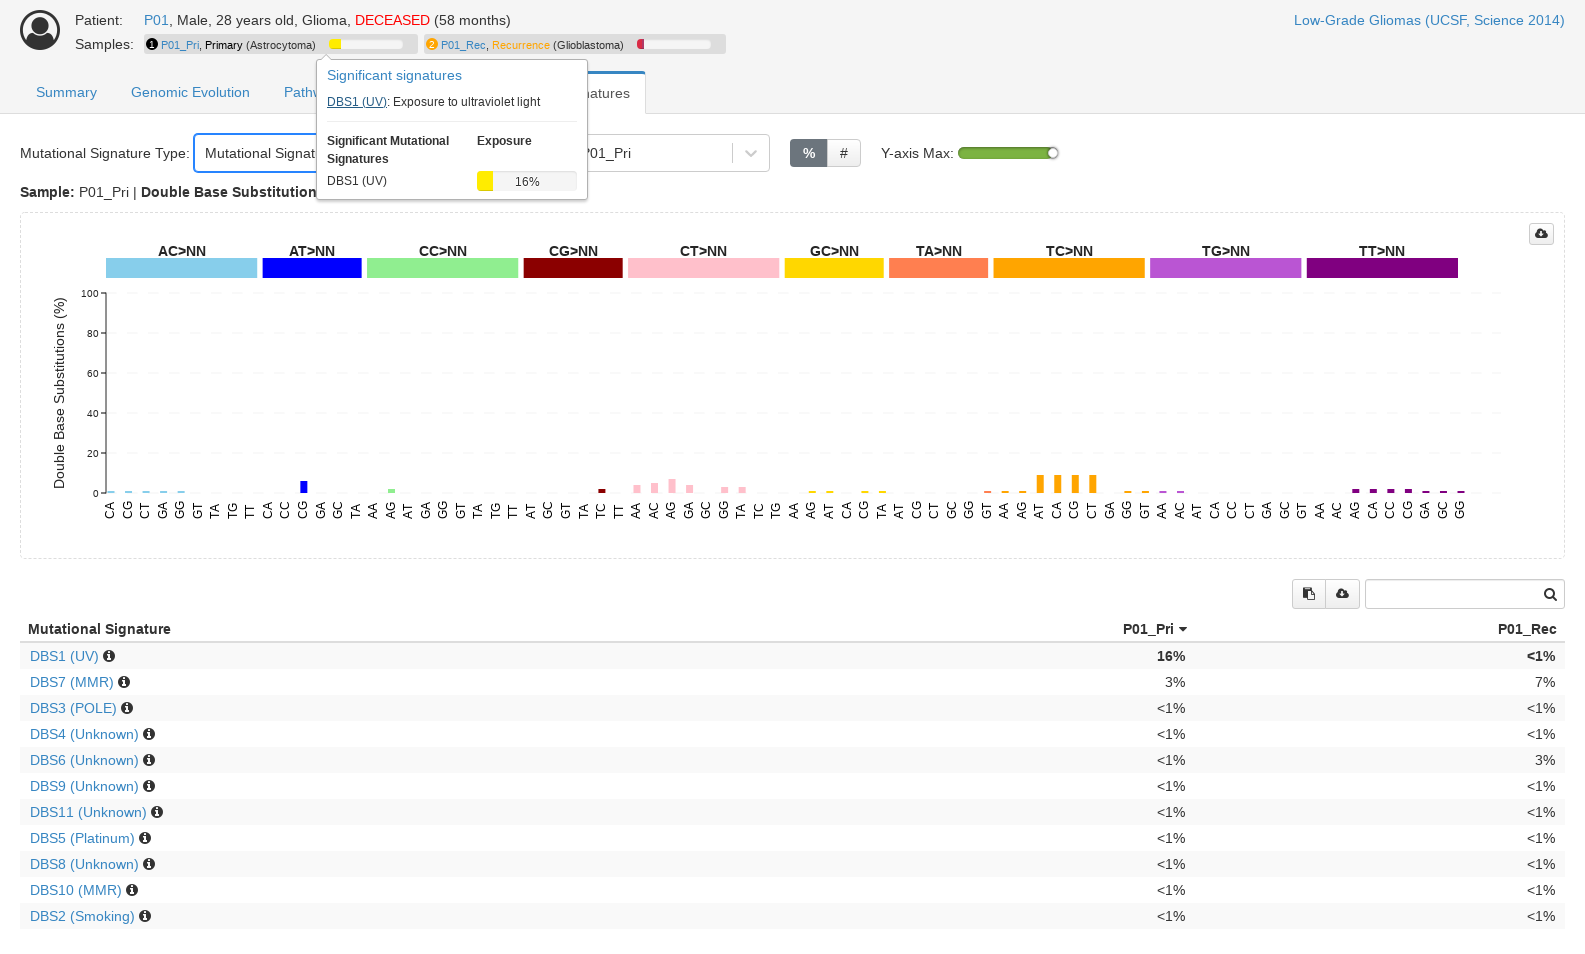 Patient: P01, Male, 28 years old, Glioma, DECEASED (58 months)
Low-Grade Gliomas (UCSF, Science 2014)
Samples: 1 P01_Pri, Primary (Astrocytoma) 2 P01_Rec, Recurrence (Glioblastoma)
Significant signatures
DBS1 (UV): Exposure to ultraviolet light
Significant Mutational Signatures Exposure
DBS1 (UV) 16%
Summary Genomic Evolution Pathw natures
Mutational Signature Type: Mutational Signatu P01_Pri % # Y-axis Max:
Sample: P01_Pri | Double Base Substitution
AC>NN AT>NN CC>NN CG>NN CT>NN GC>NN TA>NN TC>NN TG>NN TT>NN
Double Base Substitutions (%)
100
80
60
40
20
0
CA CG CT GA GG GT TA TG TT CA CC CG GA GC TA AA AG AT GA GG GT TA TG TT AT GC GT TA TC TT AA AC AG GA GC GG TA TC TG AA AG AT CA CG TA AT CG CT GC GG GT AA AG AT CA CG CT GA GG GT AA AC AT CA CC CT GA GC GT AA AC AG CA CC CG GA GC GG
Mutational Signature P01_Pri P01_Rec
DBS1 (UV) 16% <1%
DBS7 (MMR) 3% 7%
DBS3 (POLE) <1% <1%
DBS4 (Unknown) <1% <1%
DBS6 (Unknown) <1% 3%
DBS9 (Unknown) <1% <1%
DBS11 (Unknown) <1% <1%
DBS5 (Platinum) <1% <1%
DBS8 (Unknown) <1% <1%
DBS10 (MMR) <1% <1%
DBS2 (Smoking) <1% <1%